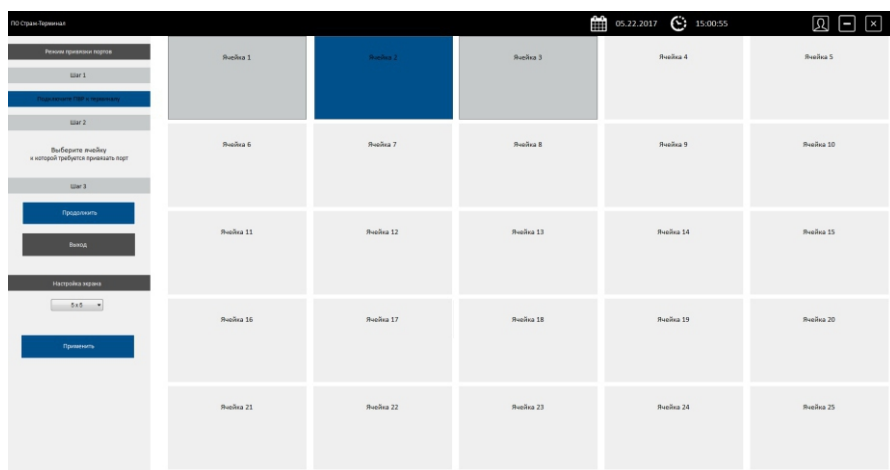 ПО Страж-Терминал
05.22.2017
15:00:55
Режим привязки портов
Шаг 1
Подключите ПВР к терминалу
Шаг 2
Выберите ячейку
к которой требуется привязать порт
Шаг 3
Продолжить
Выход
Настройка экрана
5 x 5
Применить
Ячейка 1
Ячейка 2
Ячейка 3
Ячейка 4
Ячейка 5
Ячейка 6
Ячейка 7
Ячейка 8
Ячейка 9
Ячейка 10
Ячейка 11
Ячейка 12
Ячейка 13
Ячейка 14
Ячейка 15
Ячейка 16
Ячейка 17
Ячейка 18
Ячейка 19
Ячейка 20
Ячейка 21
Ячейка 22
Ячейка 23
Ячейка 24
Ячейка 25